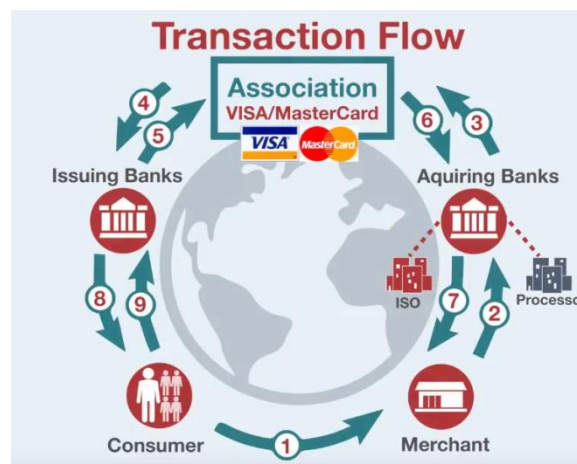 Transaction Flow
Association
VISA/MasterCard
VISA
MasterCard
4
5
6
3
Issuing Banks
Aquiring Banks
8
9
ISO
7
2
Processo
Consumer
1
Merchant